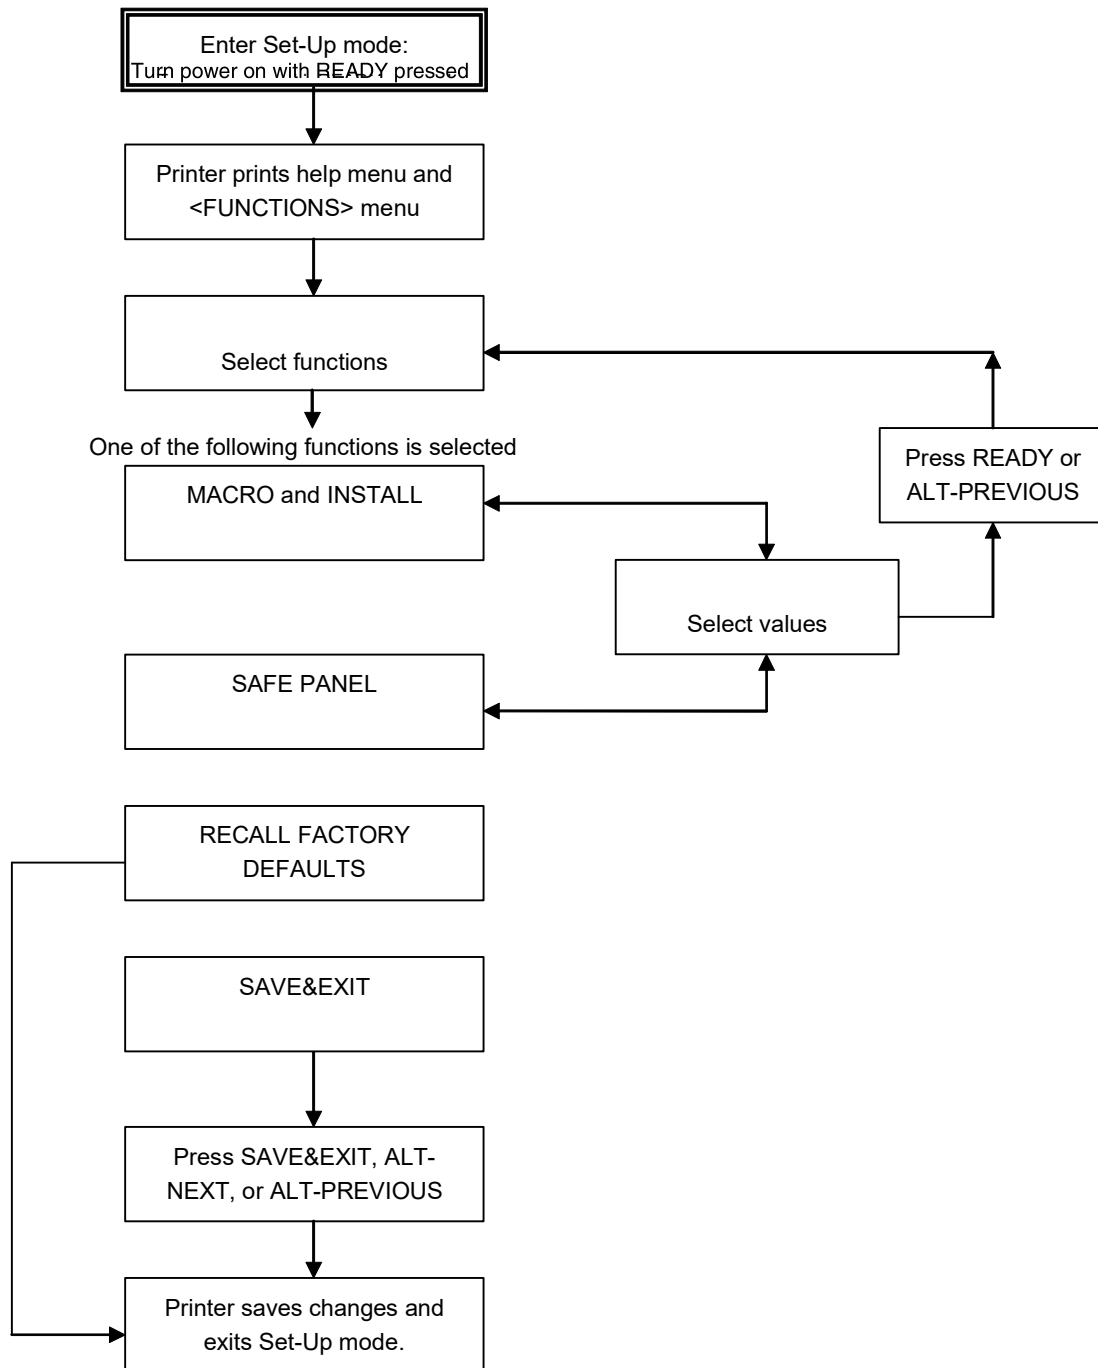 Enter Set-Up mode:
Turn power on with READY pressed
Printer prints help menu and
<FUNCTIONS> menu
Select functions
One of the following functions is selected
MACRO and INSTALL
Press READY or
ALT-PREVIOUS
Select values
SAFE PANEL
RECALL FACTORY
DEFAULTS
SAVE&EXIT
Press SAVE&EXIT, ALT-
NEXT, or ALT-PREVIOUS
Printer saves changes and
exits Set-Up mode.